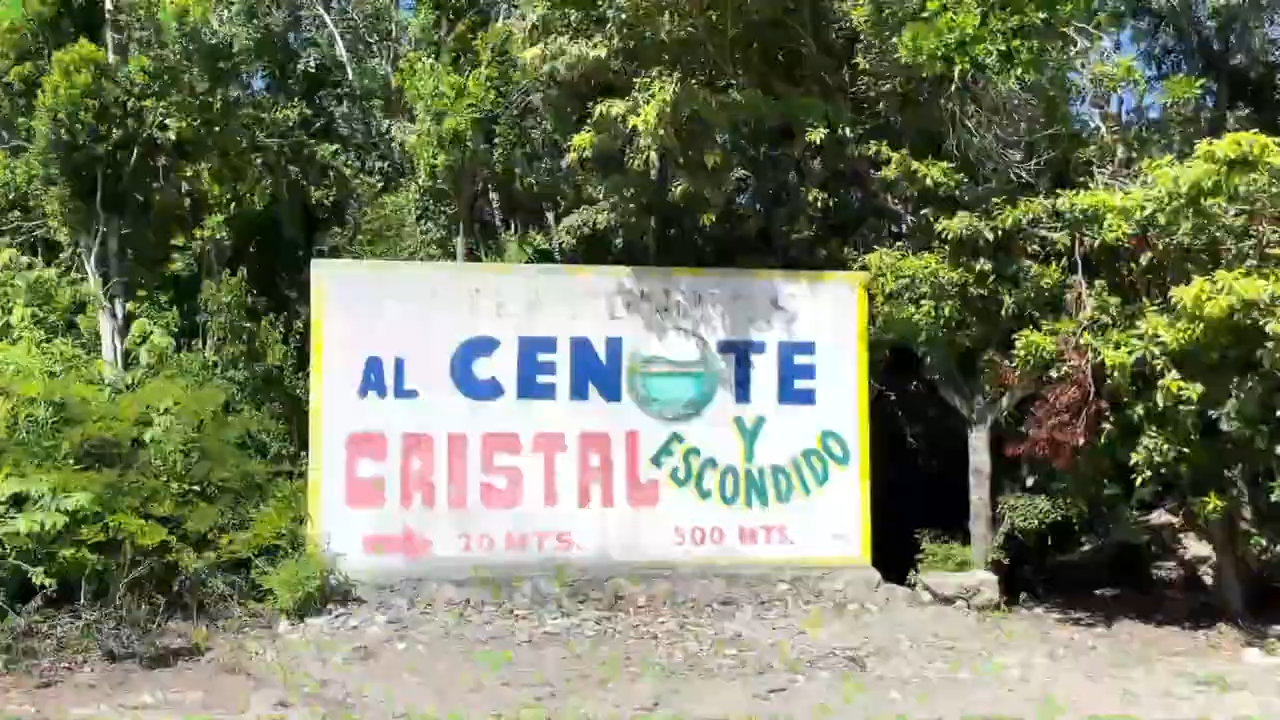 AL CENOTE
CRISTAL Y ESCONDIDO
20 MTS. 500 MTS.